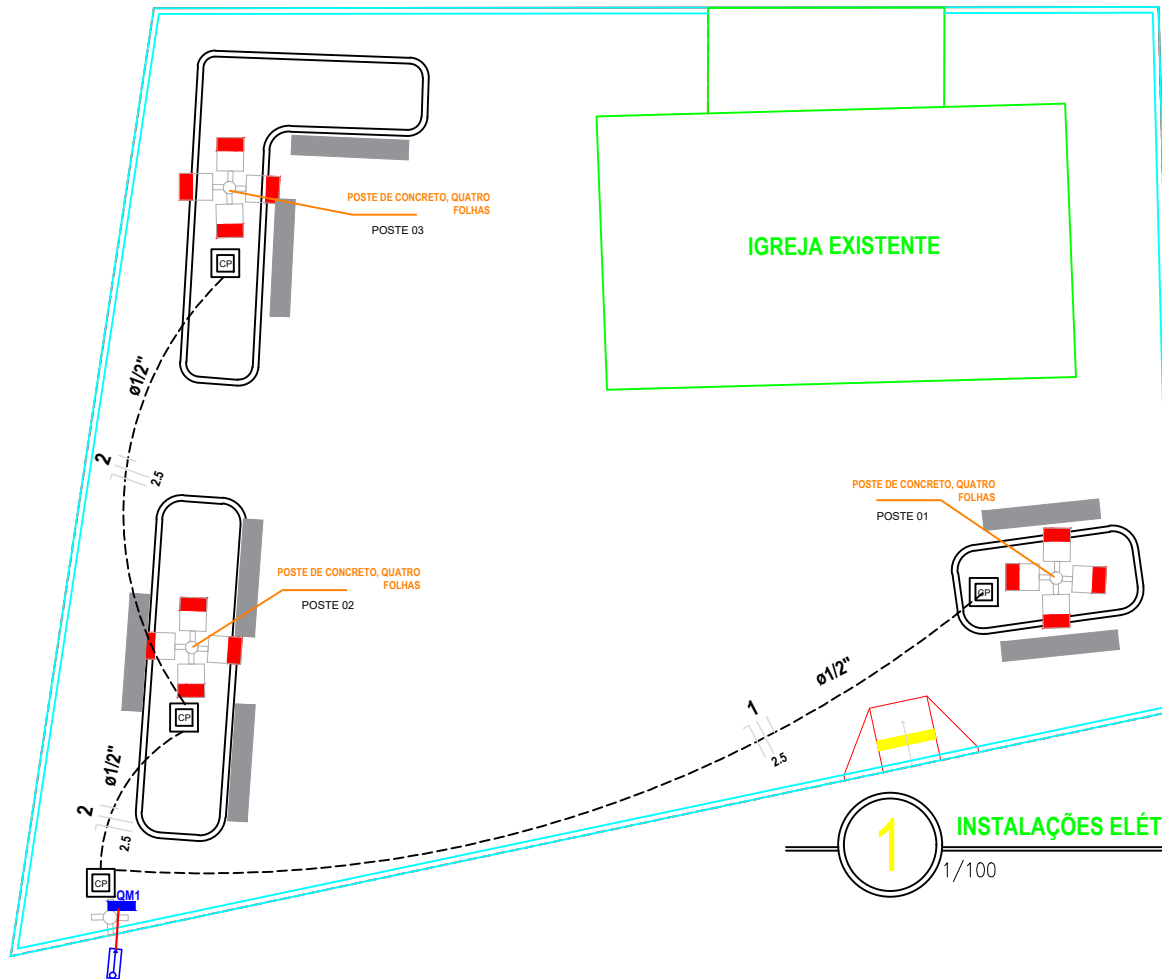 POSTE DE CONCRETO, QUATRO
FOLHAS
POSTE 03
IGREJA EXISTENTE
CP
ø1/2"
2
2.5
POSTE DE CONCRETO, QUATRO
FOLHAS
POSTE 01
CP
POSTE DE CONCRETO, QUATRO
FOLHAS
POSTE 02
ø1/2"
CP
1
2.5
ø1/2"
2
2.5
1
INSTALAÇÕES ELÉT
1/100
CP
QM1